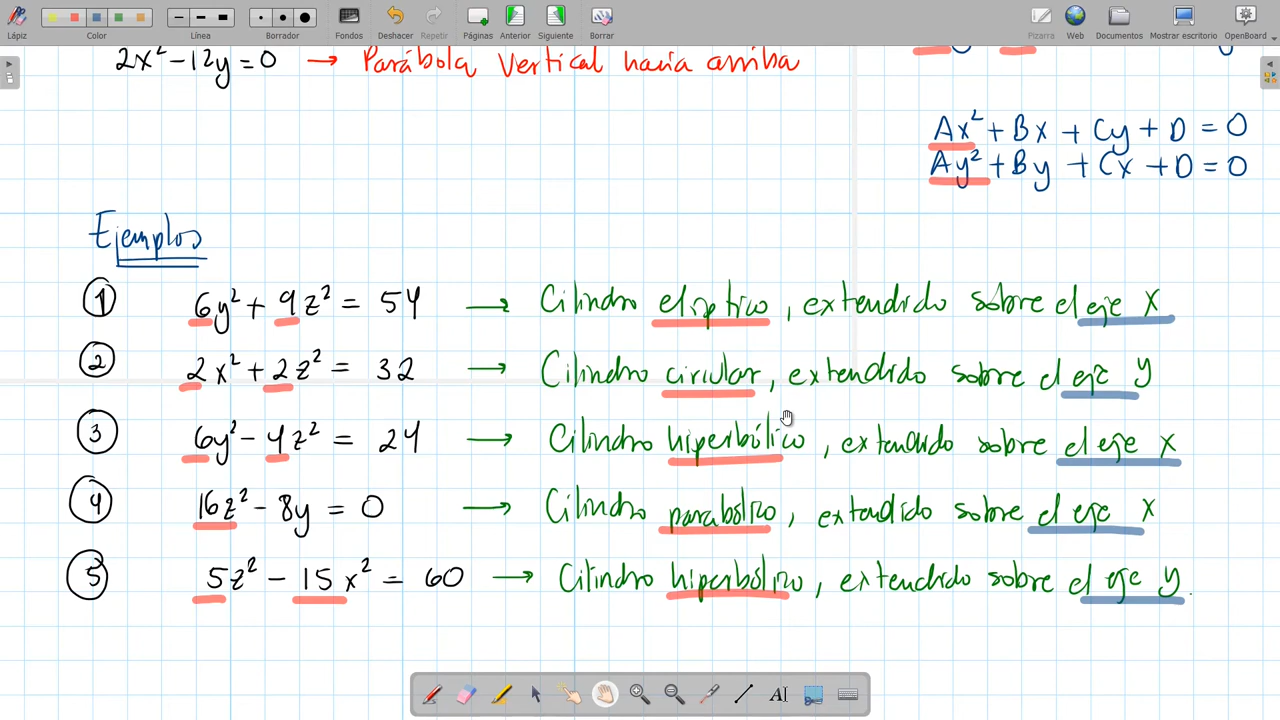 Lápiz Color Línea Borrador Fondos Deshacer Rehacer Páginas Anterior Siguiente Borrar Pizarra Web Documentos Mostrar escritorio OpenBoard
2x² - 12y = 0 → Parábola vertical hacia arriba
Ax² + Bx + Cy + D = 0
Ay² + By + Cx + D = 0
Ejemplos
① 6y² + 9z² = 54 → Cilindro elíptico, extendido sobre el eje x
② 2x² + 2z² = 32 → Cilindro circular, extendido sobre el eje y
③ 6y² - 4z² = 24 → Cilindro hiperbólico, extendido sobre el eje x
④ 16z² - 8y = 0 → Cilindro parabólico, extendido sobre el eje x
⑤ 5z² - 15x² = 60 → Cilindro hiperbólico, extendido sobre el eje y.
AI